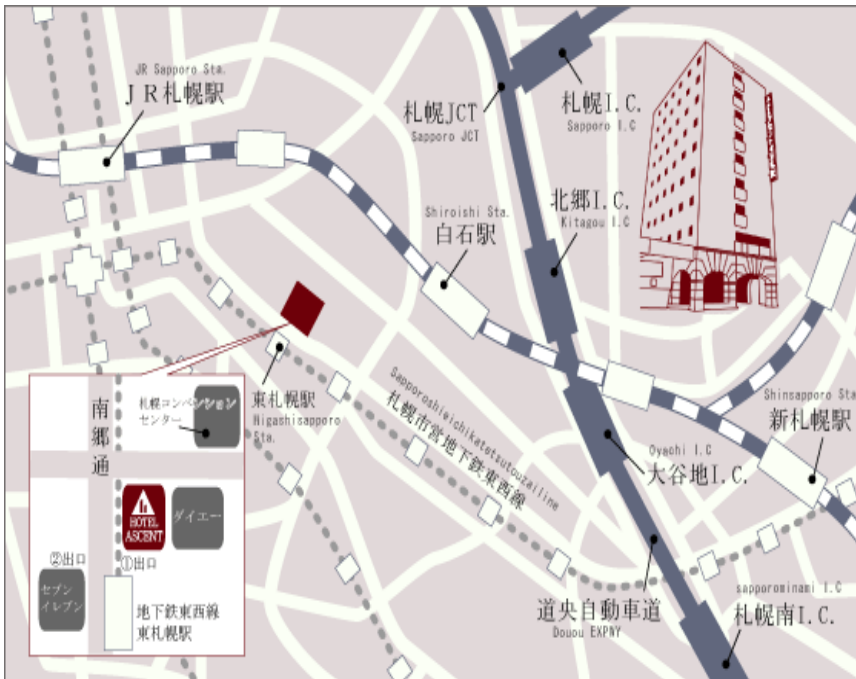 JR Sapporo Sta.
ＪＲ札幌駅
札幌JCT
Sapporo JCT
札幌I.C.
Sapporo I.C
北郷I.C.
Kitagou I.C
Shiroishi Sta.
白石駅
東札幌駅
Higashisapporo
Sta.
Sapporoshieichikatetsutouzailine
札幌市営地下鉄東西線
Oyachi I.C
大谷地I.C.
Shinsapporo Sta.
新札幌駅
道央自動車道
Douou EXPWY
sapporominami I.C
札幌南I.C.
南郷通
札幌コンベンション
センター
HOTEL
ASCENT
ダイエー
②出口
①出口
セブン
イレブン
地下鉄東西線
東札幌駅